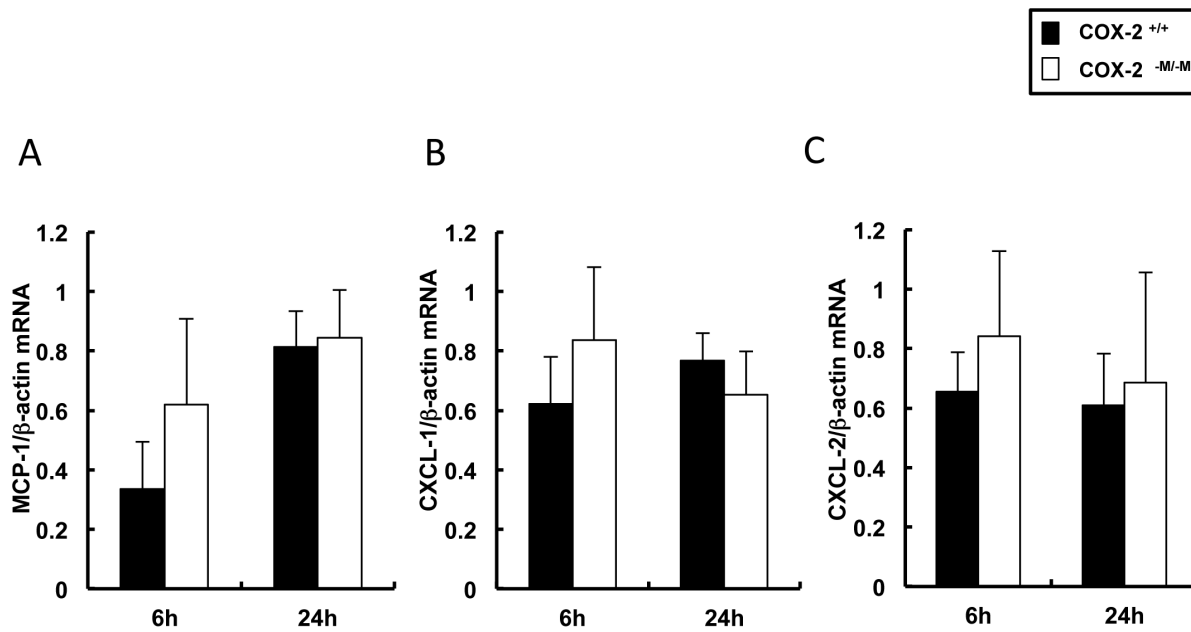 COX-2 +/+
COX-2 -M/-M
A
B
C
MCP-1/β-actin mRNA
1.2
1
0.8
0.6
0.4
0.2
0
6h 24h
CXCL-1/β-actin mRNA
1.2
1
0.8
0.6
0.4
0.2
0
6h 24h
CXCL-2/β-actin mRNA
1.2
1
0.8
0.6
0.4
0.2
0
6h 24h